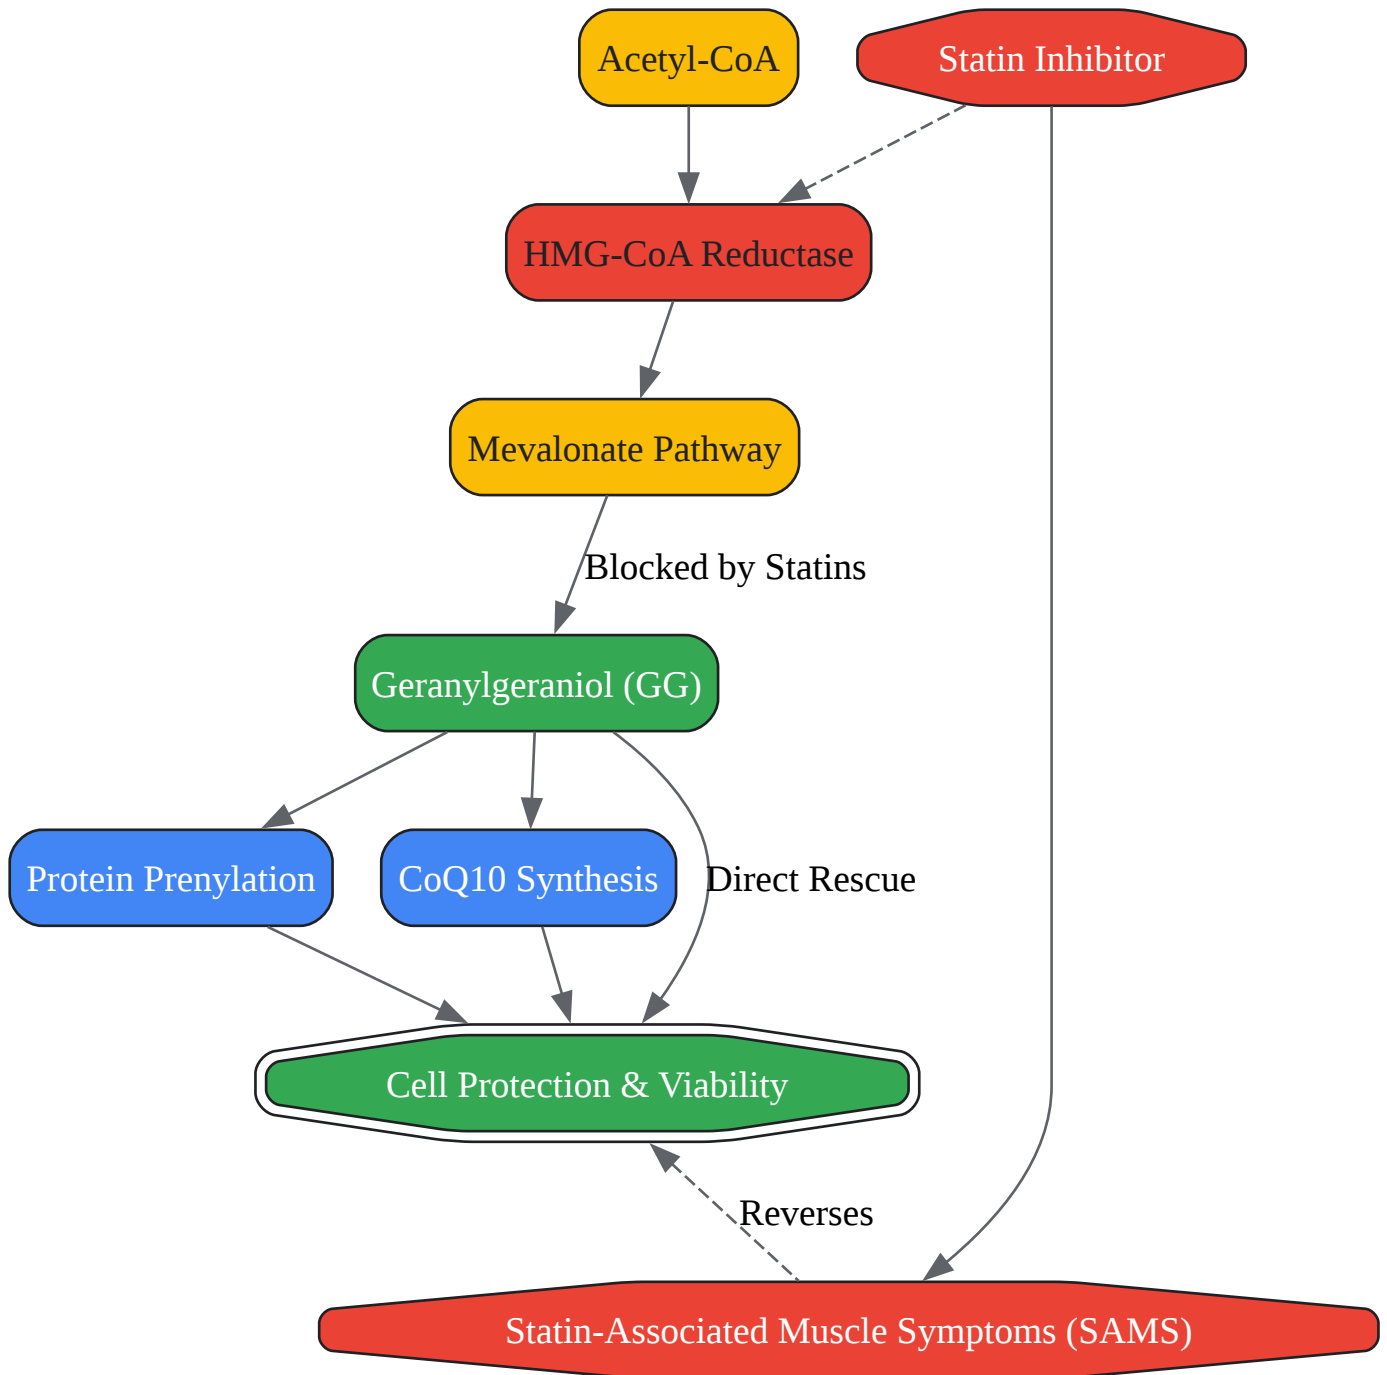 Acetyl-CoA
Statin Inhibitor
HMG-CoA Reductase
Mevalonate Pathway
Blocked by Statins
Geranylgeraniol (GG)
Protein Prenylation
CoQ10 Synthesis
Direct Rescue
Cell Protection & Viability
Reverses
Statin-Associated Muscle Symptoms (SAMS)